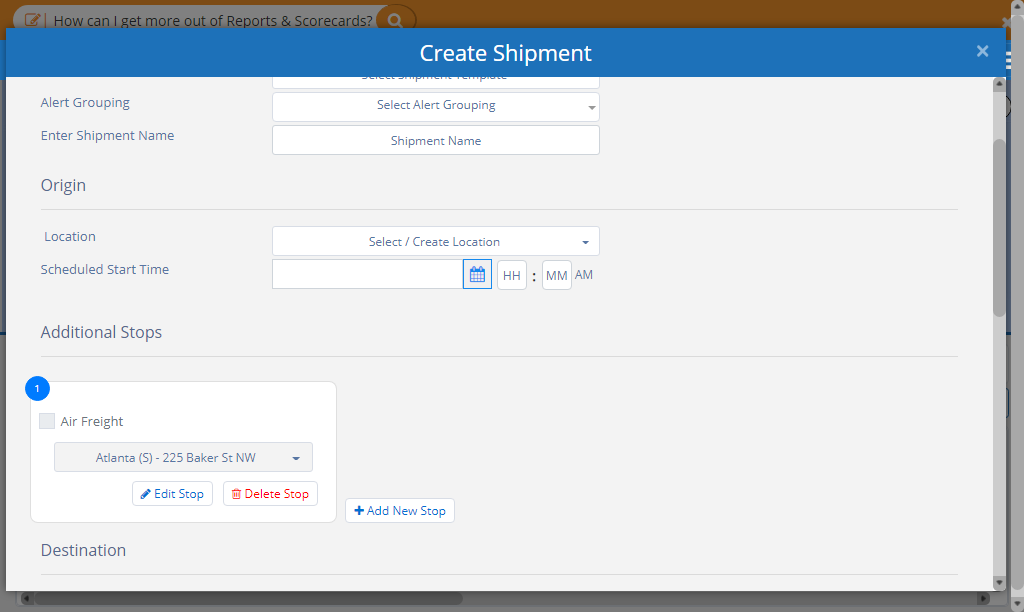 How can I get more out of Reports & Scorecards?
Create Shipment ×
Select Shipment Template
Alert Grouping
Select Alert Grouping
Enter Shipment Name
Shipment Name
Origin
Location
Select / Create Location
Scheduled Start Time
HH : MM AM
Additional Stops
1
Air Freight
Atlanta (S) - 225 Baker St NW
Edit Stop
Delete Stop
Add New Stop
Destination